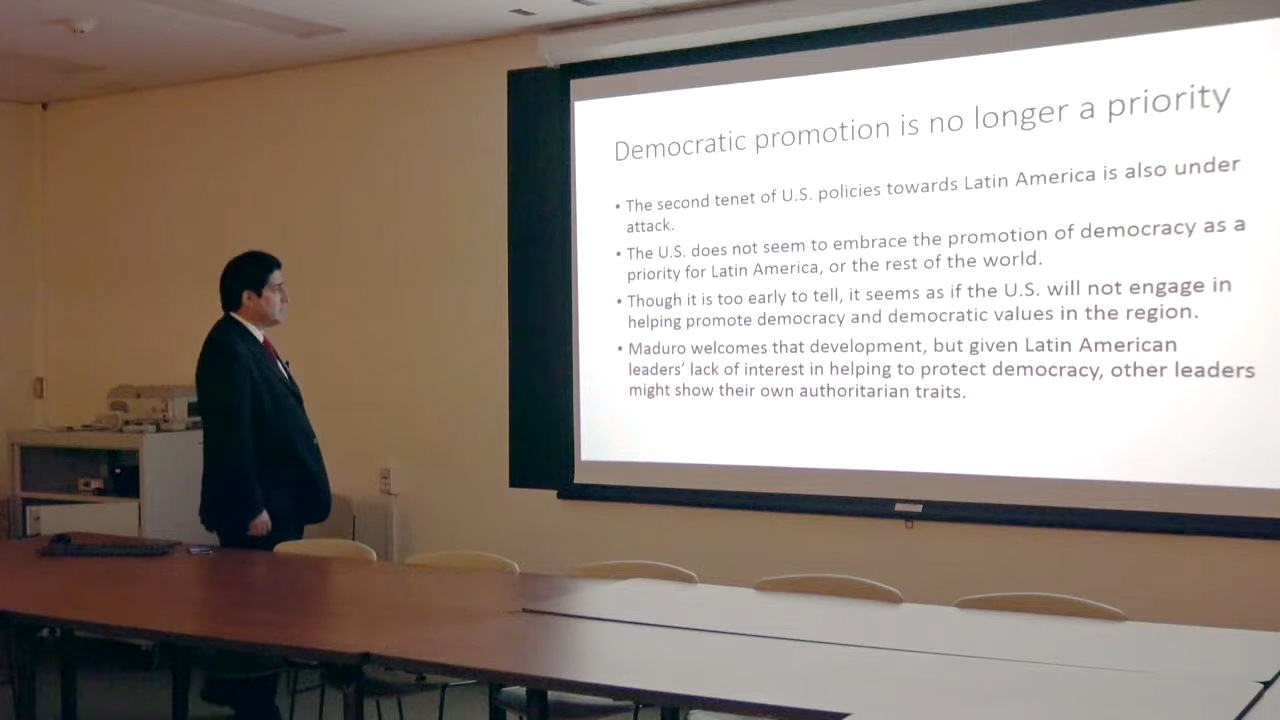 Democratic promotion is no longer a priority
• The second tenet of U.S. policies towards Latin America is also under
attack.
• The U.S. does not seem to embrace the promotion of democracy as a
priority for Latin America, or the rest of the world.
• Though it is too early to tell, it seems as if the U.S. will not engage in
helping promote democracy and democratic values in the region.
• Maduro welcomes that development, but given Latin American
leaders’ lack of interest in helping to protect democracy, other leaders
might show their own authoritarian traits.